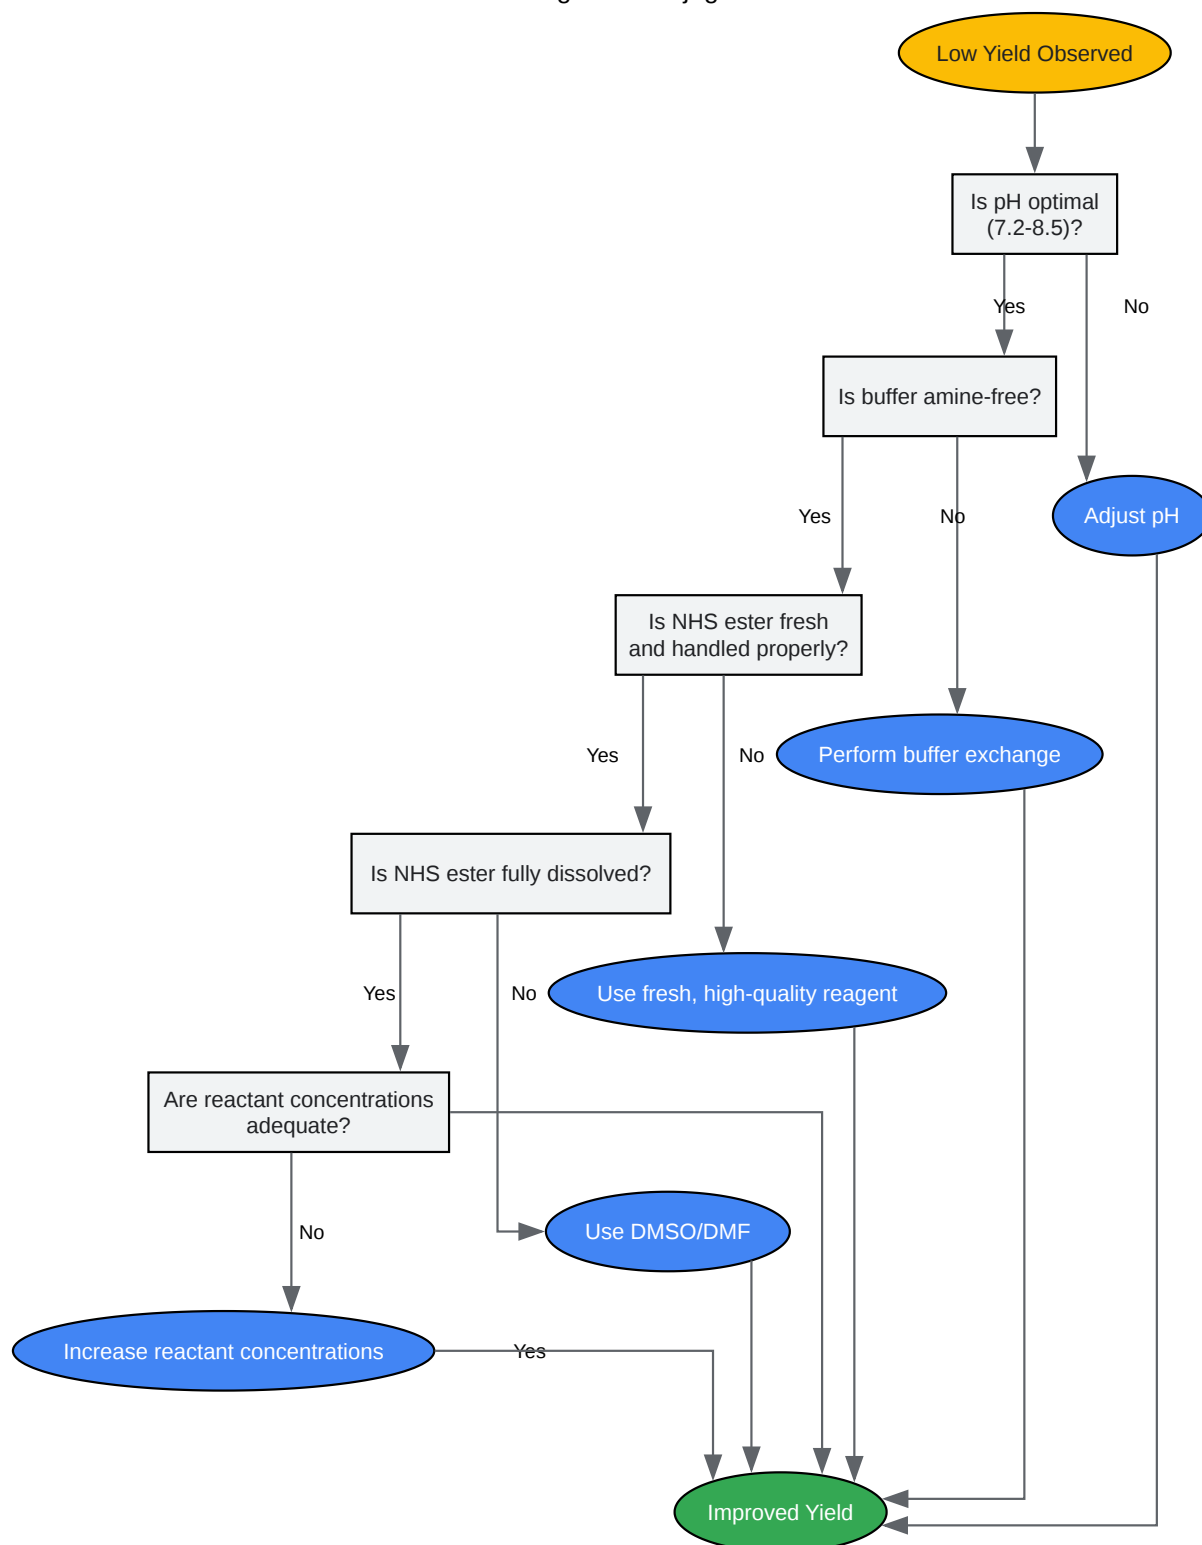 Low Yield Observed
Is pH optimal
(7.2-8.5)?
Yes
No
Is buffer amine-free?
Yes
No
Adjust pH
Is NHS ester fresh
and handled properly?
Yes
No
Perform buffer exchange
Is NHS ester fully dissolved?
Yes
No
Use fresh, high-quality reagent
Are reactant concentrations
adequate?
No
Use DMSO/DMF
Increase reactant concentrations
Yes
Improved Yield